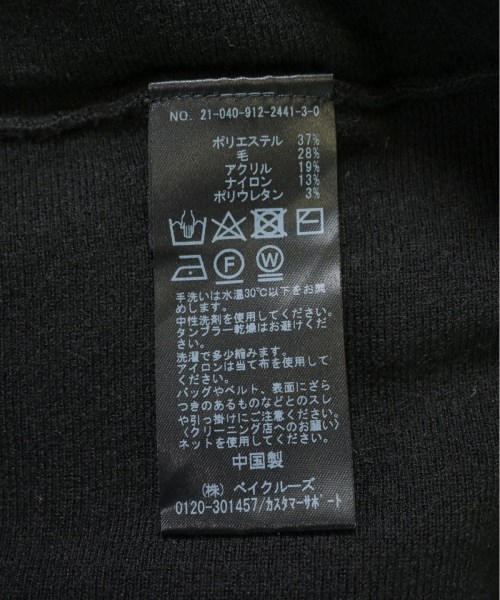 NO. 21-040-912-2441-3-0
ポリエステル 37%
毛 28%
アクリル 19%
ナイロン 13%
ポリウレタン 3%
F W
手洗いは水温30℃以下をお薦
めします。
中性洗剤を使用してください。
タンブラー乾燥はお避けくださ
い。
洗濯で多少縮みます。
アイロンは当て布を使用して
ください。
バッグやベルト、表面にざら
つきのあるものなどとのスレ
や引っ掛けにご注意ください。
〈クリーニング店へのお願い〉
ネットを使用してください。
中国製
(株) ベイクルーズ
0120-301457/カスタマーサポート